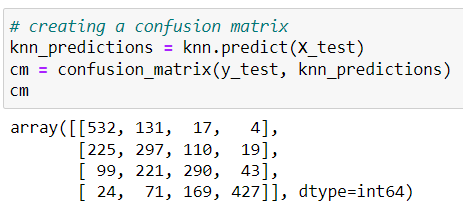 # creating a confusion matrix
knn_predictions = knn.predict(X_test)
cm = confusion_matrix(y_test, knn_predictions)
cm
array([[532, 131,  17,   4],
       [225, 297, 110,  19],
       [ 99, 221, 290,  43],
       [ 24,  71, 169, 427]], dtype=int64)